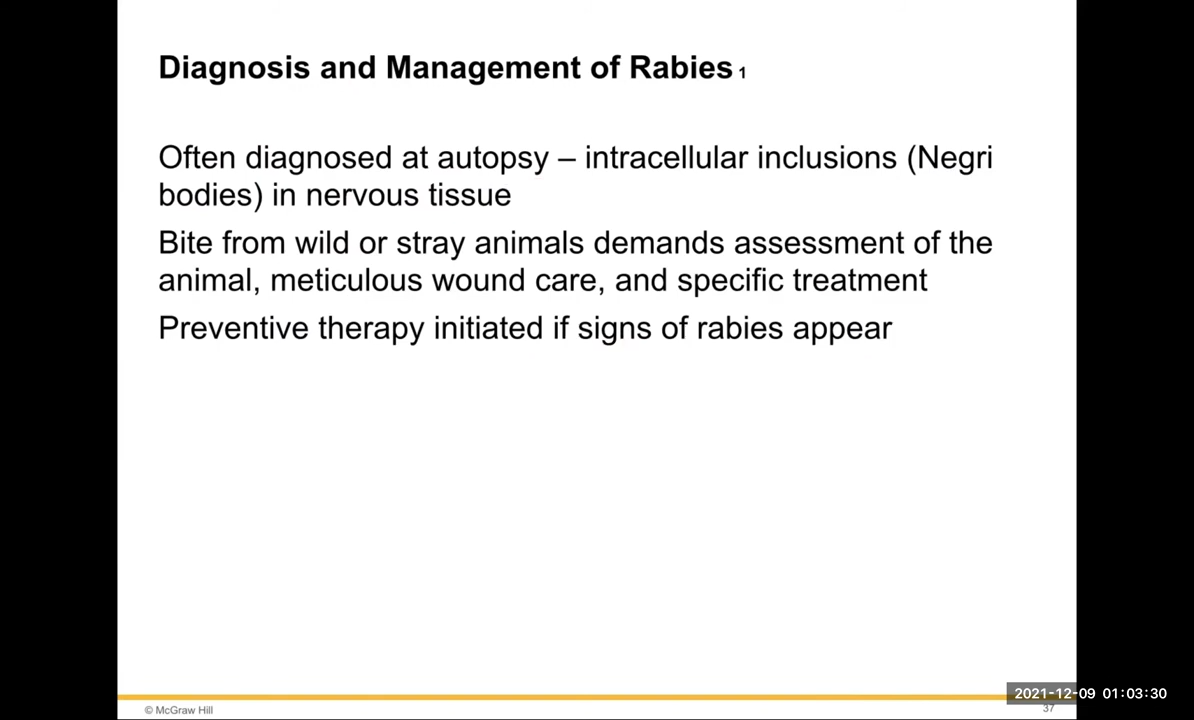 Diagnosis and Management of Rabies 1
Often diagnosed at autopsy – intracellular inclusions (Negri
bodies) in nervous tissue
Bite from wild or stray animals demands assessment of the
animal, meticulous wound care, and specific treatment
Preventive therapy initiated if signs of rabies appear
2021-12-09 01:03:30
© McGraw Hill
37